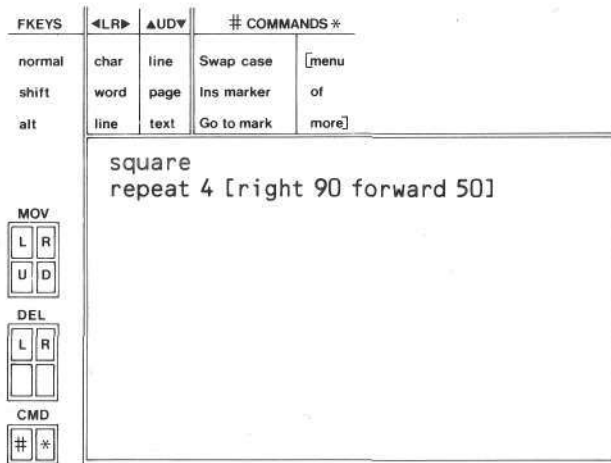 FKEYS ◄LR► ▲UD▼ # COMMANDS *
normal char line Swap case [menu
shift word page Ins marker of
alt line text Go to mark more]
square
repeat 4 [right 90 forward 50]
MOV
L R
U D
DEL
L R
CMD
# *